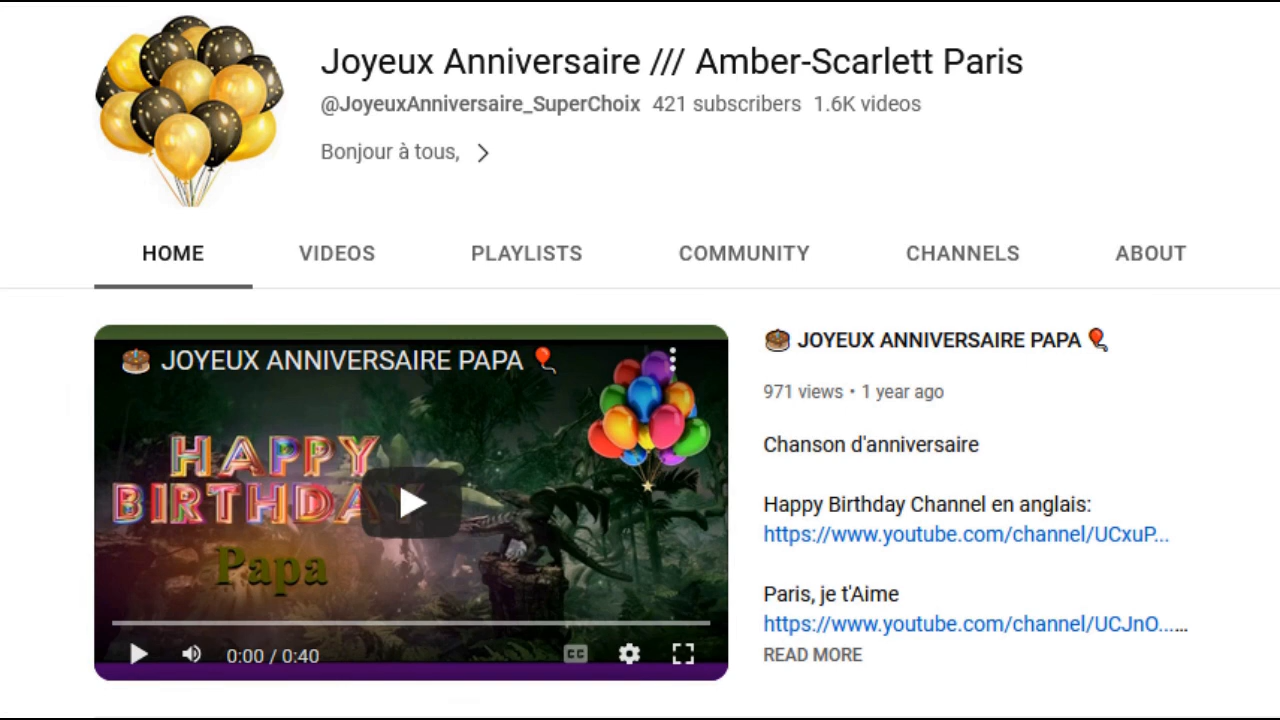 Joyeux Anniversaire /// Amber-Scarlett Paris
@JoyeuxAnniversaire_SuperChoix 421 subscribers 1.6K videos
Bonjour à tous,
HOME VIDEOS PLAYLISTS COMMUNITY CHANNELS ABOUT
🎂 JOYEUX ANNIVERSAIRE PAPA 🎈
HAPPY
BIRTHDAY
Papa
0:00 / 0:40
CC
🎂 JOYEUX ANNIVERSAIRE PAPA 🎈
971 views • 1 year ago
Chanson d'anniversaire
Happy Birthday Channel en anglais:
https://www.youtube.com/channel/UCxuP...
Paris, je t'Aime
https://www.youtube.com/channel/UCJnO......
READ MORE